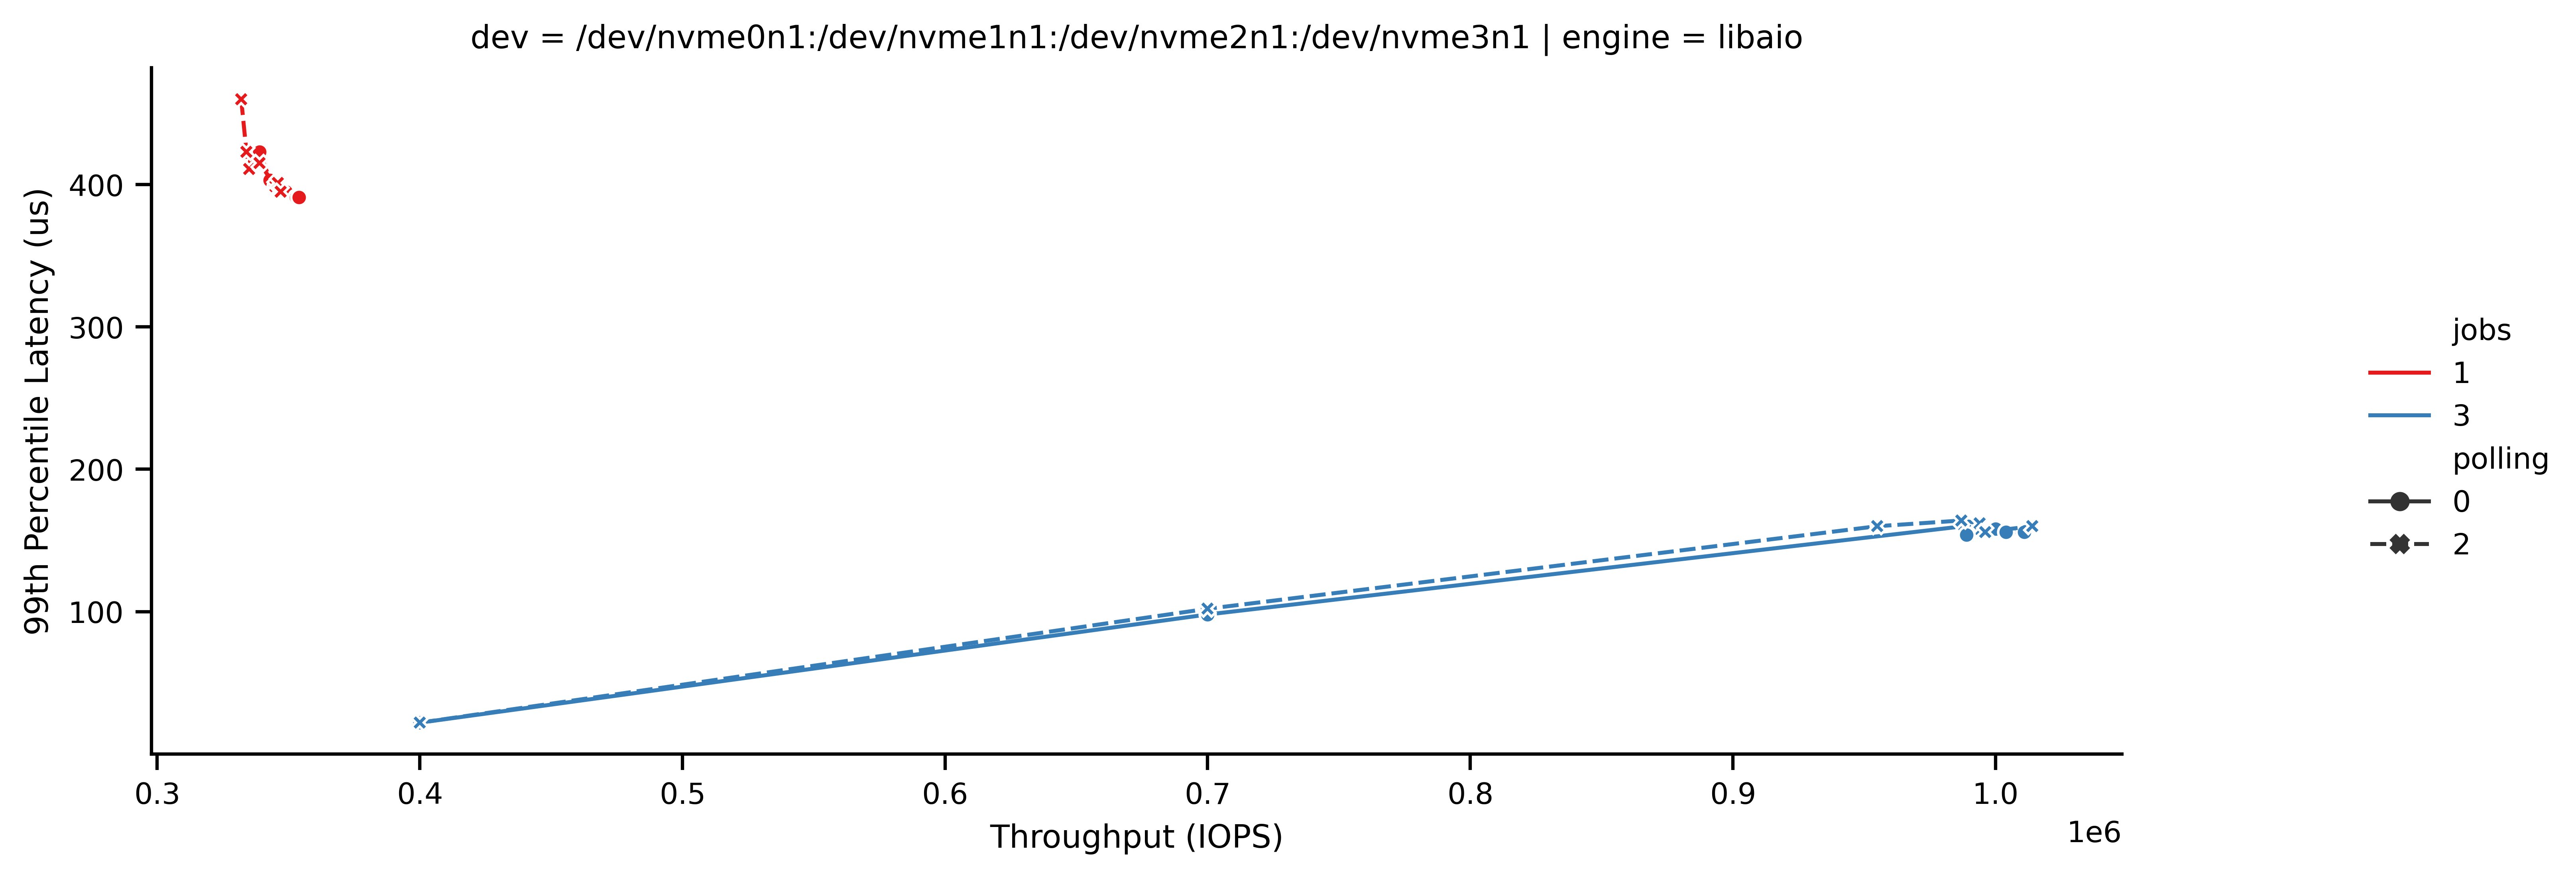 dev = /dev/nvme0n1:/dev/nvme1n1:/dev/nvme2n1:/dev/nvme3n1 | engine = libaio
99th Percentile Latency (us)
400
300
200
100
0.3 0.4 0.5 0.6 0.7 0.8 0.9 1.0
1e6
Throughput (IOPS)
jobs
1
3
polling
0
2